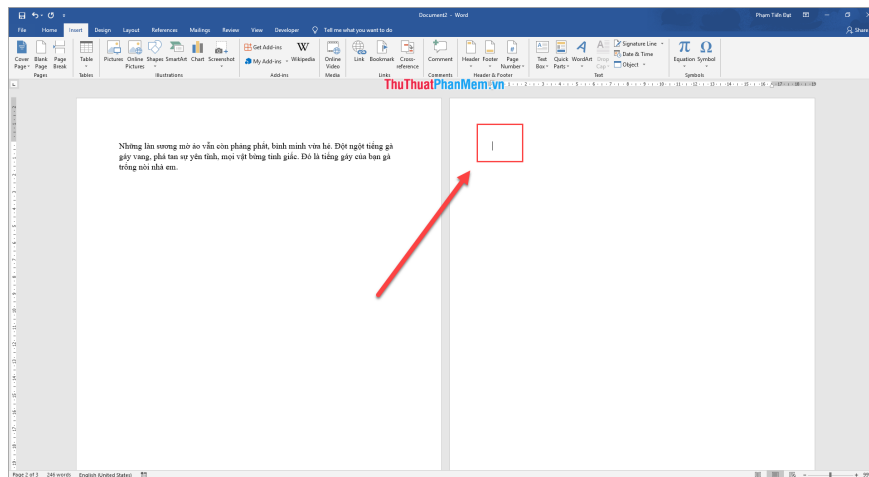 Document2 - Word
Phạm Tiến Đạt
File Home Insert Design Layout References Mailings Review View Developer Tell me what you want to do Share
Cover Page Blank Page Page Break Table Pictures Online Pictures Shapes SmartArt Chart Screenshot Get Add-ins My Add-ins Wikipedia Online Video Link Bookmark Cross-reference Comment Header Footer Page Number Text Box Quick Parts WordArt Drop Cap Signature Line Date & Time Object Equation Symbol
Pages Tables Illustrations Add-ins Media Links Comments Header & Footer Text Symbols
ThuThuatPhanMem.vn
Những làn sương mờ ảo vẫn còn phảng phất, bình minh vừa hé. Đột ngột tiếng gà
gáy vang, phá tan sự yên tĩnh, mọi vật bừng tỉnh giấc. Đó là tiếng gáy của bạn gà
trống nòi nhà em.
Page 2 of 3 246 words English (United States)